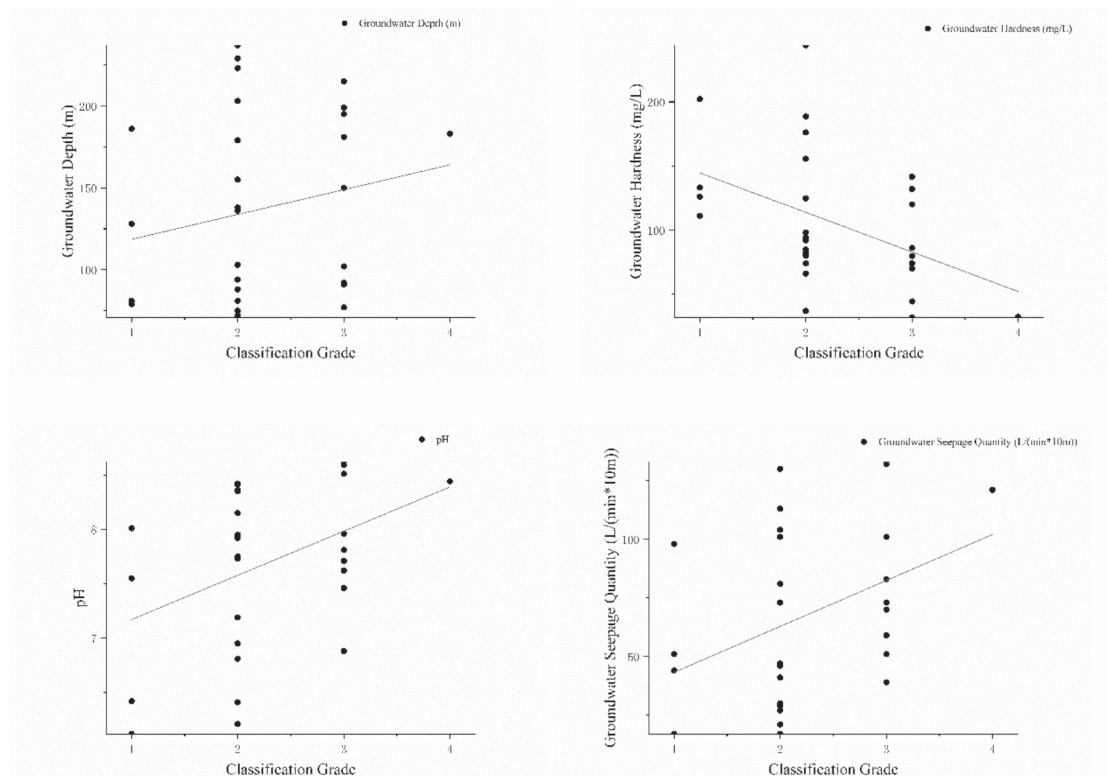 Groundwater Depth (m)
Groundwater Depth (m)
200
150
100
1 2 3 4
Classification Grade
Groundwater Hardness (mg/L)
Groundwater Hardness (mg/L)
200
100
1 2 3 4
Classification Grade
pH
pH
8
7
1 2 3 4
Classification Grade
Groundwater Seepage Quantity (L/(min*10m))
Groundwater Seepage Quantity (L/(min*10m))
100
50
1 2 3 4
Classification Grade